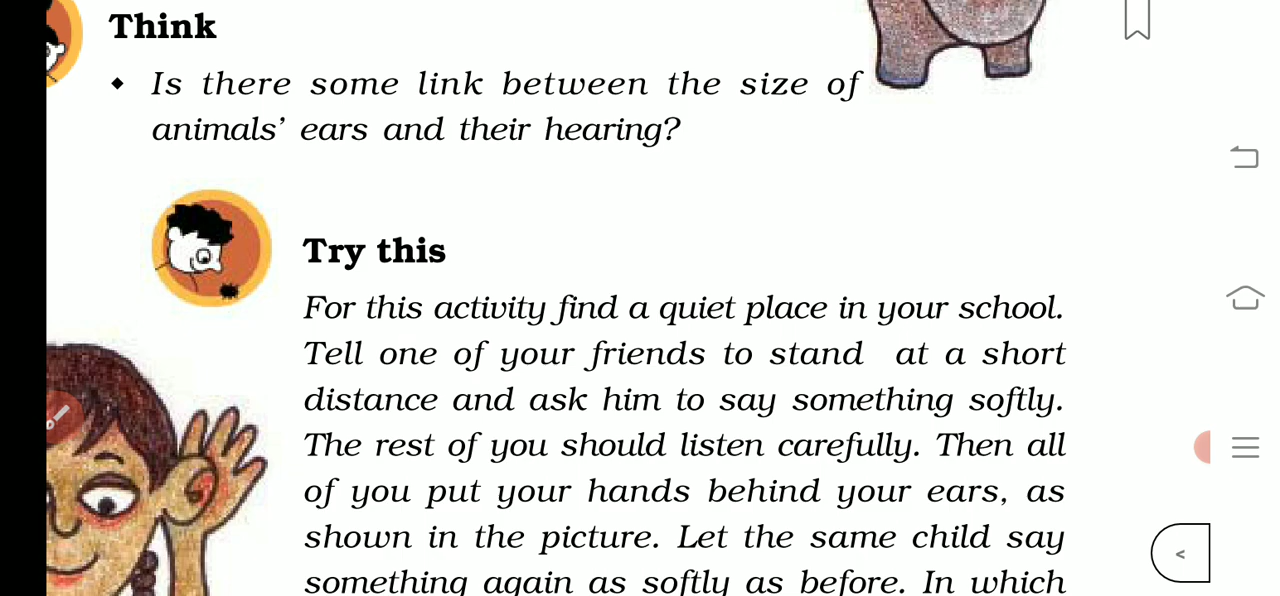 Think
◆ Is there some link between the size of
animals' ears and their hearing?
Try this
For this activity find a quiet place in your school.
Tell one of your friends to stand at a short
distance and ask him to say something softly.
The rest of you should listen carefully. Then all
of you put your hands behind your ears, as
shown in the picture. Let the same child say
something again as softly as before. In which